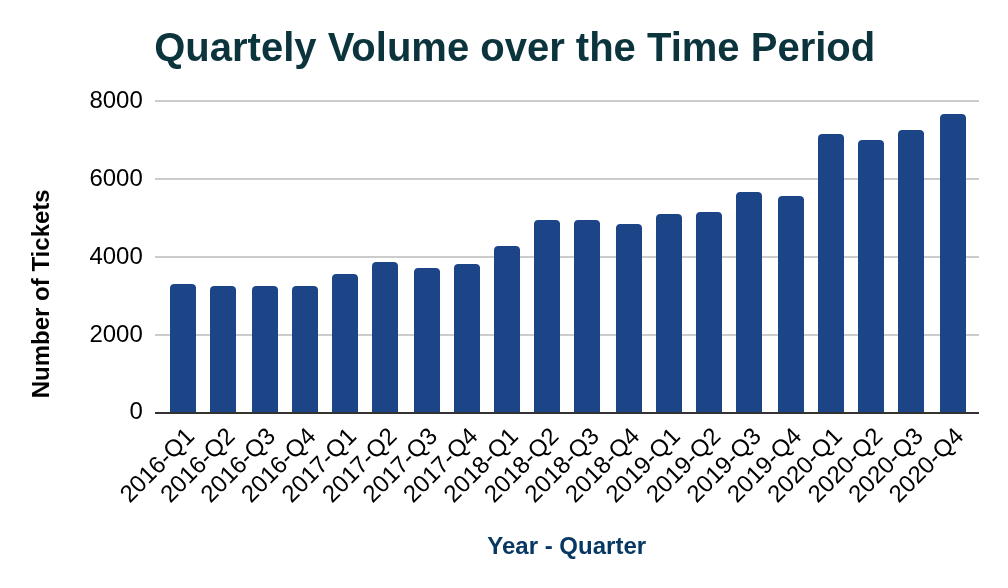 Quartely Volume over the Time Period
8000
6000
4000
2000
0
Number of Tickets
2016-Q1
2016-Q2
2016-Q3
2016-Q4
2017-Q1
2017-Q2
2017-Q3
2017-Q4
2018-Q1
2018-Q2
2018-Q3
2018-Q4
2019-Q1
2019-Q2
2019-Q3
2019-Q4
2020-Q1
2020-Q2
2020-Q3
2020-Q4
Year - Quarter